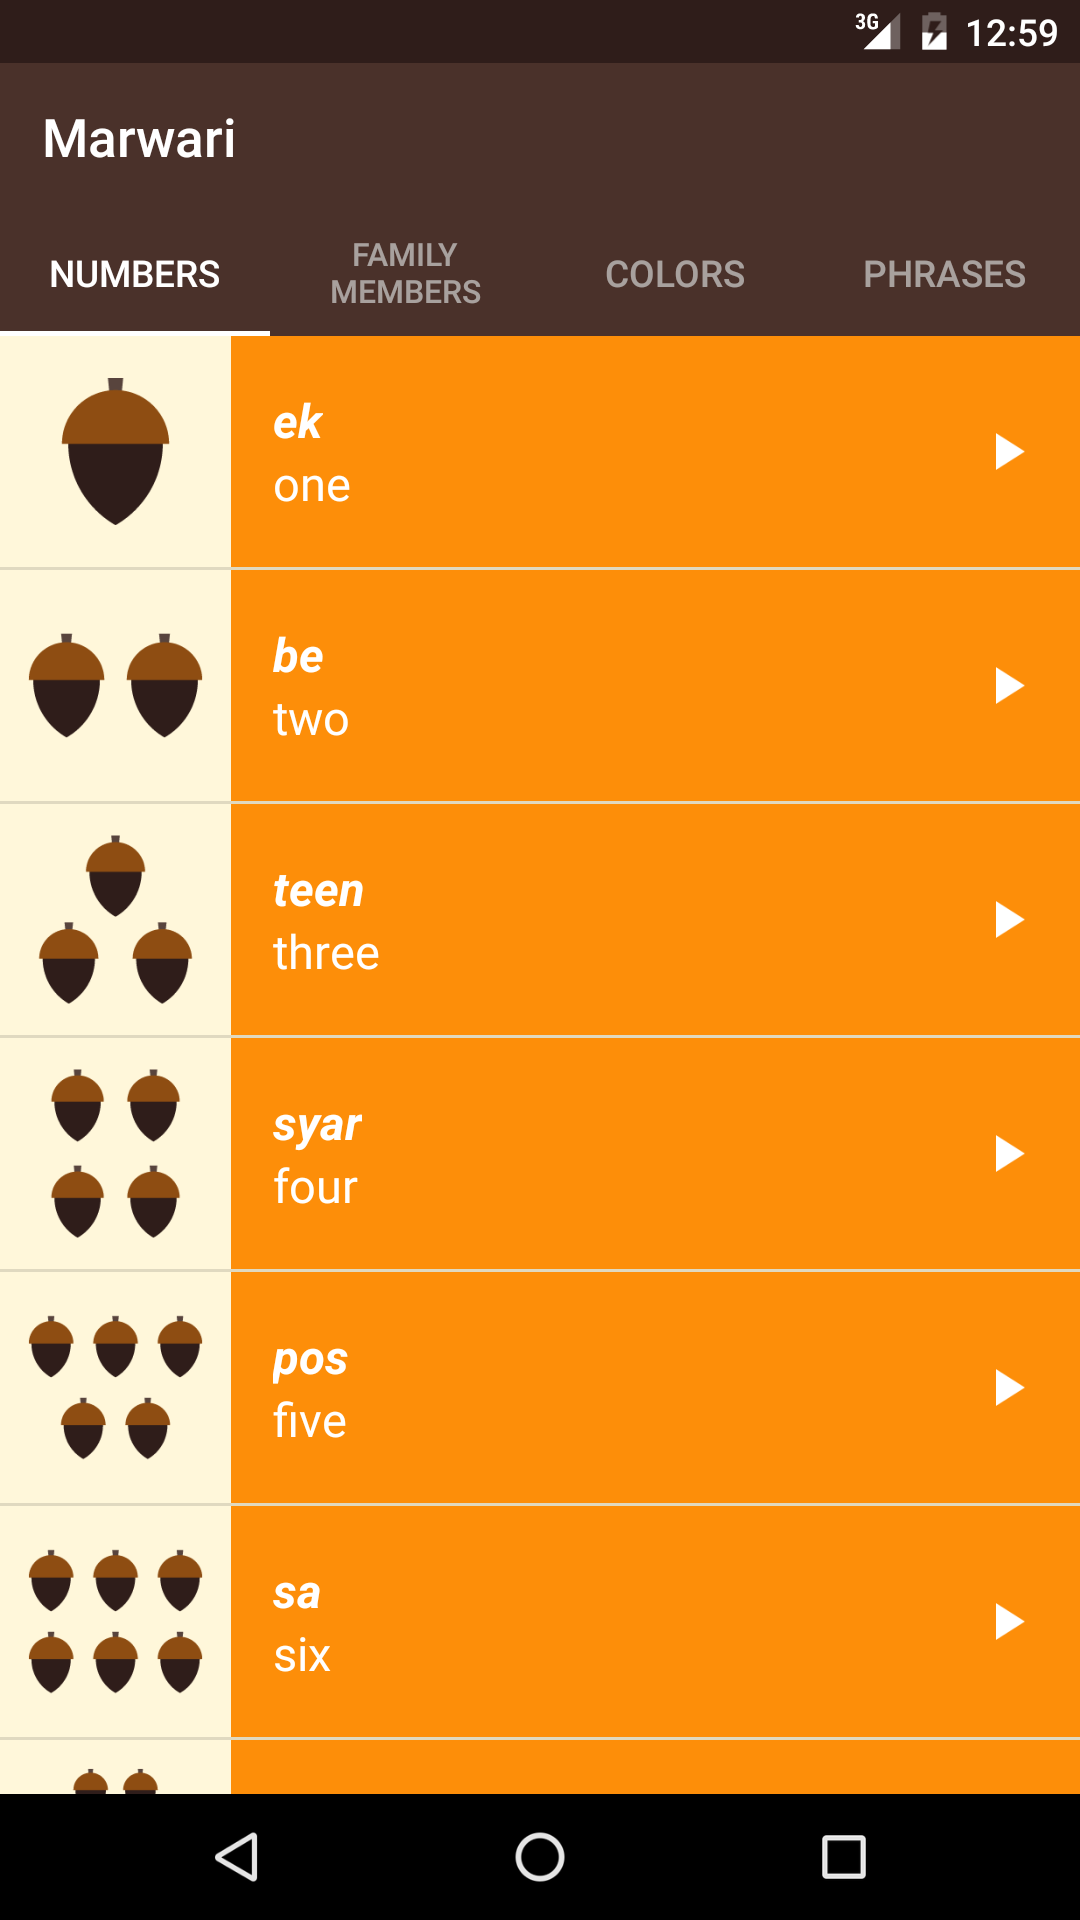 3G 12:59
Marwari
NUMBERS
FAMILY
MEMBERS
COLORS
PHRASES
ek
one
be
two
teen
three
syar
four
pos
five
sa
six